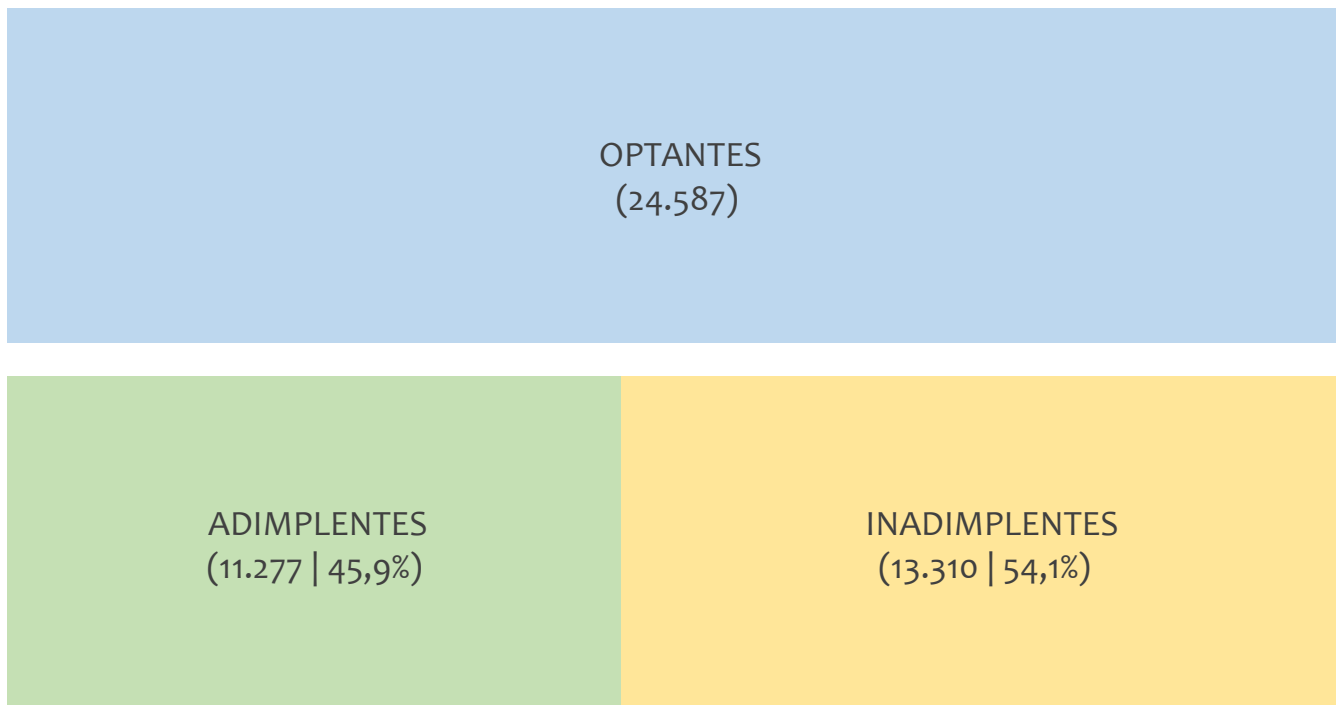 OPTANTES
(24.587)
ADIMPLENTES
(11.277 | 45,9%)
INADIMPLENTES
(13.310 | 54,1%)